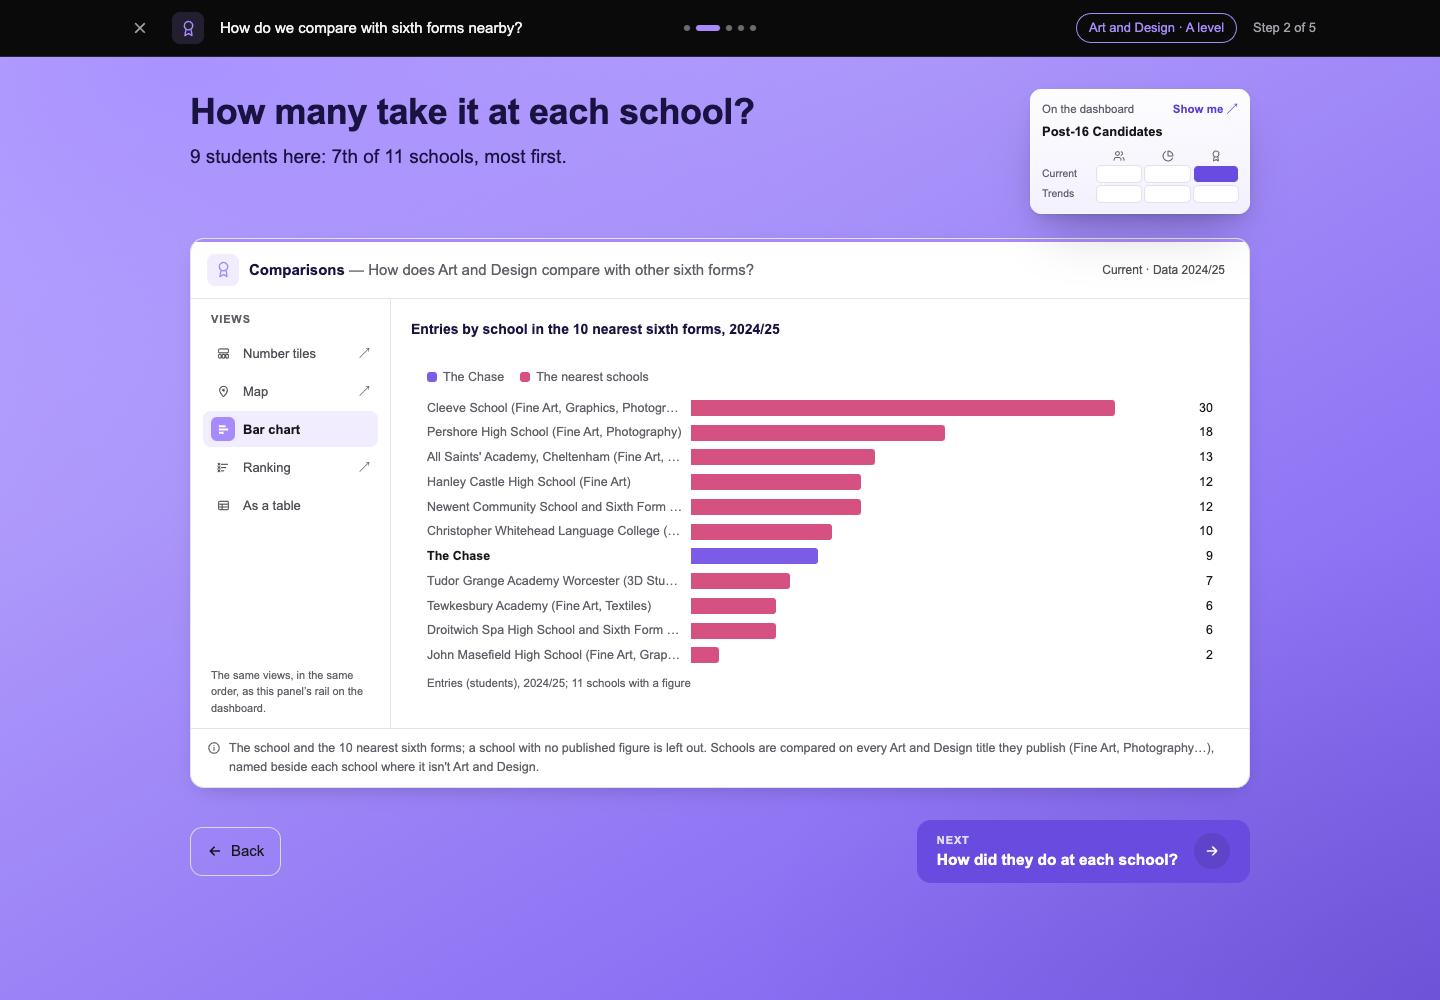 How do we compare with sixth forms nearby?
Art and Design · A level
Step 2 of 5
How many take it at each school?
9 students here: 7th of 11 schools, most first.
On the dashboard
Show me
Post-16 Candidates
Current
Trends
Comparisons — How does Art and Design compare with other sixth forms?
Current · Data 2024/25
VIEWS
Number tiles
Map
Bar chart
Ranking
As a table
The same views, in the same
order, as this panel's rail on the
dashboard.
Entries by school in the 10 nearest sixth forms, 2024/25
The Chase
The nearest schools
Cleeve School (Fine Art, Graphics, Photogr… 30
Pershore High School (Fine Art, Photography) 18
All Saints' Academy, Cheltenham (Fine Art, … 13
Hanley Castle High School (Fine Art) 12
Newent Community School and Sixth Form … 12
Christopher Whitehead Language College (… 10
The Chase 9
Tudor Grange Academy Worcester (3D Stu… 7
Tewkesbury Academy (Fine Art, Textiles) 6
Droitwich Spa High School and Sixth Form … 6
John Masefield High School (Fine Art, Grap… 2
Entries (students), 2024/25; 11 schools with a figure
The school and the 10 nearest sixth forms; a school with no published figure is left out. Schools are compared on every Art and Design title they publish (Fine Art, Photography…),
named beside each school where it isn't Art and Design.
Back
NEXT
How did they do at each school?